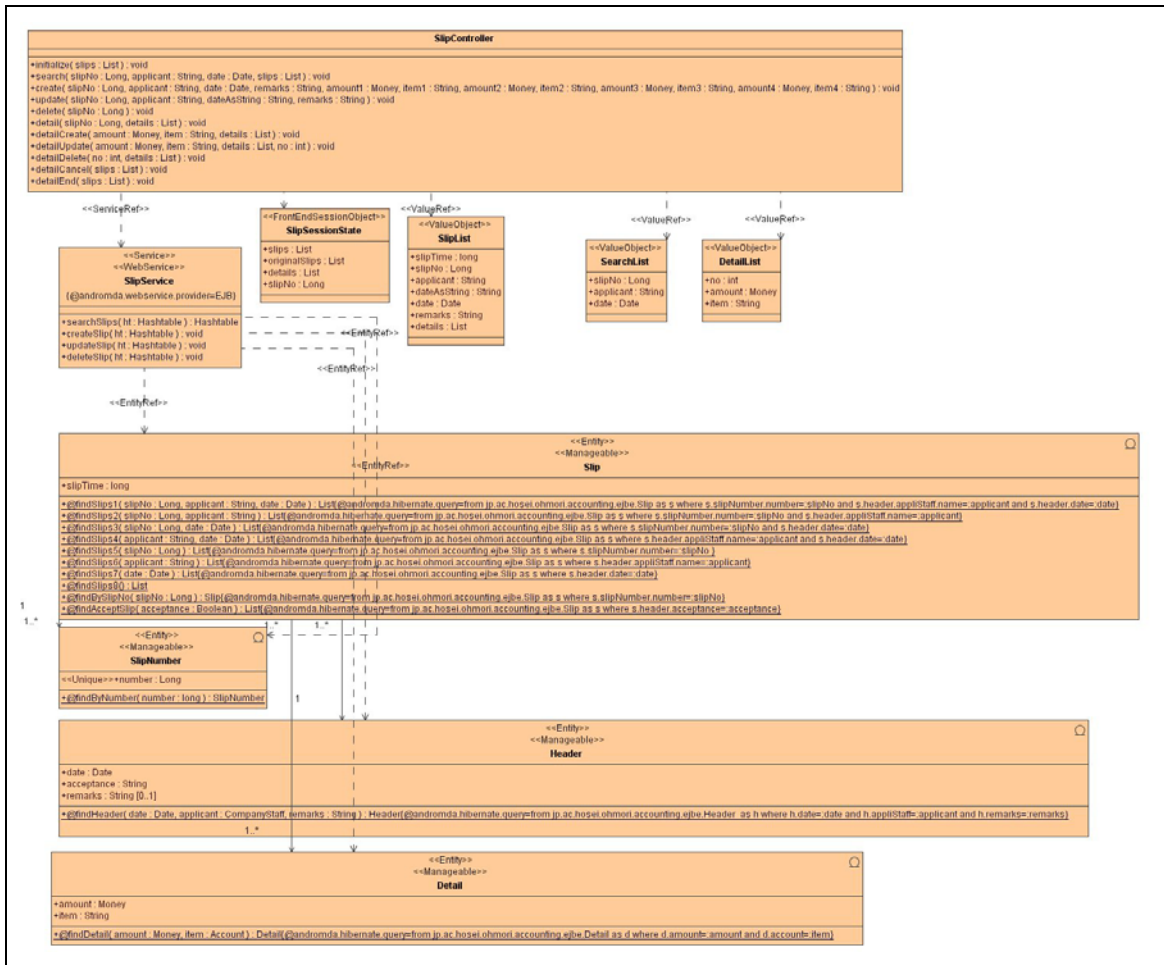 SlipController
+initialize( slips : List ) : void
+search( slipNo : Long, applicant : String, date : Date, slips : List ) : void
+create( slipNo : Long, applicant : String, date : Date, remarks : String, amount1 : Money, item1 : String, amount2 : Money, item2 : String, amount3 : Money, item3 : String, amount4 : Money, item4 : String ) : void
+update( slipNo : Long, applicant : String, dateAsString : String, remarks : String ) : void
+delete( slipNo : Long ) : void
+detail( slipNo : Long, details : List ) : void
+detailCreate( amount : Money, item : String, details : List ) : void
+detailUpdate( amount : Money, item : String, details : List, no : int ) : void
+detailDelete( no : int, details : List ) : void
+detailCancel( slips : List ) : void
+detailEnd( slips : List ) : void
<<ServiceRef>>
<<ValueRef>>
<<ValueRef>>
<<ValueRef>>
<<Service>>
<<WebService>>
SlipService
{@andromda.webservice.provider=EJB}
+searchSlips( ht : Hashtable ) : Hashtable
+createSlip( ht : Hashtable ) : void
+updateSlip( ht : Hashtable ) : void
+deleteSlip( ht : Hashtable ) : void
<<FrontEndSessionObject>>
SlipSessionState
+slips : List
+originalSlips : List
+details : List
+slipNo : Long
<<ValueObject>>
SlipList
+slipTime : long
+slipNo : Long
+applicant : String
+dateAsString : String
+date : Date
+remarks : String
+details : List
<<ValueObject>>
SearchList
+slipNo : Long
+applicant : String
+date : Date
<<ValueObject>>
DetailList
+no : int
+amount : Money
+item : String
<<EntityRef>>
<<EntityRef>>
<<EntityRef>>
<<EntityRef>>
<<Entity>>
<<Manageable>>
Slip
+slipTime : long
+@findSlips1( slipNo : Long, applicant : String, date : Date ) : List{@andromda.hibernate.query=from jp.ac.hosei.ohmori.accounting.ejbe.Slip as s where s.slipNumber.number=:slipNo and s.header.appliStaff.name=:applicant and s.header.date=:date}
+@findSlips2( slipNo : Long, applicant : String ) : List{@andromda.hibernate.query=from jp.ac.hosei.ohmori.accounting.ejbe.Slip as s where s.slipNumber.number=:slipNo and s.header.appliStaff.name=:applicant}
+@findSlips3( slipNo : Long, date : Date ) : List{@andromda.hibernate.query=from jp.ac.hosei.ohmori.accounting.ejbe.Slip as s where s.slipNumber.number=:slipNo and s.header.date=:date}
+@findSlips4( applicant : String, date : Date ) : List{@andromda.hibernate.query=from jp.ac.hosei.ohmori.accounting.ejbe.Slip as s where s.header.appliStaff.name=:applicant and s.header.date=:date}
+@findSlips5( slipNo : Long ) : List{@andromda.hibernate.query=from jp.ac.hosei.ohmori.accounting.ejbe.Slip as s where s.slipNumber.number=:slipNo }
+@findSlips6( applicant : String ) : List{@andromda.hibernate.query=from jp.ac.hosei.ohmori.accounting.ejbe.Slip as s where s.header.appliStaff.name=:applicant}
+@findSlips7( date : Date ) : List{@andromda.hibernate.query=from jp.ac.hosei.ohmori.accounting.ejbe.Slip as s where s.header.date=:date}
+@findSlips8() : List
+@findBySlipNo( slipNo : Long ) : Slip{@andromda.hibernate.query=from jp.ac.hosei.ohmori.accounting.ejbe.Slip as s where s.slipNumber.number=:slipNo}
+@findAcceptSlip( acceptance : Boolean ) : List{@andromda.hibernate.query=from jp.ac.hosei.ohmori.accounting.ejbe.Slip as s where s.header.acceptance=:acceptance}
1
1..*
1..*
1..*
<<Entity>>
<<Manageable>>
SlipNumber
<<Unique>>+number : Long
+@findByNumber( number : long ) : SlipNumber
1
<<Entity>>
<<Manageable>>
Header
+date : Date
+acceptance : String
+remarks : String [0..1]
+@findHeader( date : Date, applicant : CompanyStaff, remarks : String ) : Header{@andromda.hibernate.query=from jp.ac.hosei.ohmori.accounting.ejbe.Header as h where h.date=:date and h.appliStaff=:applicant and h.remarks=:remarks}
1..*
<<Entity>>
<<Manageable>>
Detail
+amount : Money
+item : String
+@findDetail( amount : Money, item : Account ) : Detail{@andromda.hibernate.query=from jp.ac.hosei.ohmori.accounting.ejbe.Detail as d where d.amount=:amount and d.account=:item}